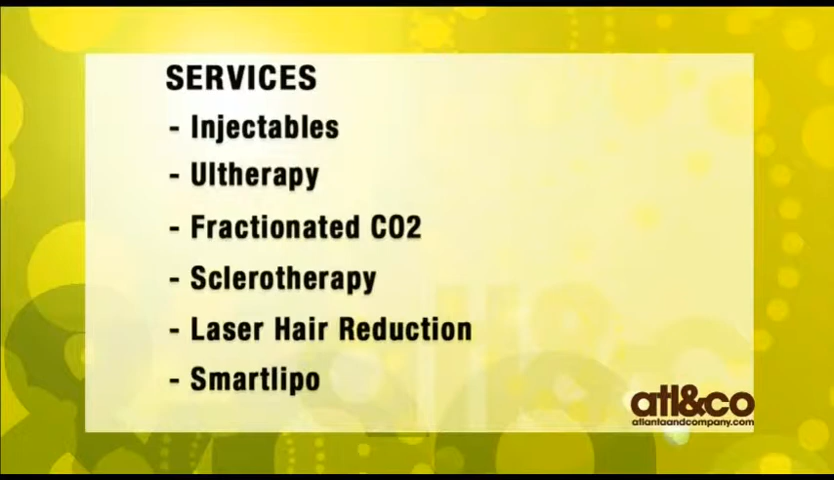 SERVICES
- Injectables
- Ultherapy
- Fractionated CO2
- Sclerotherapy
- Laser Hair Reduction
- Smartlipo
atl&co
atlantaandcompany.com